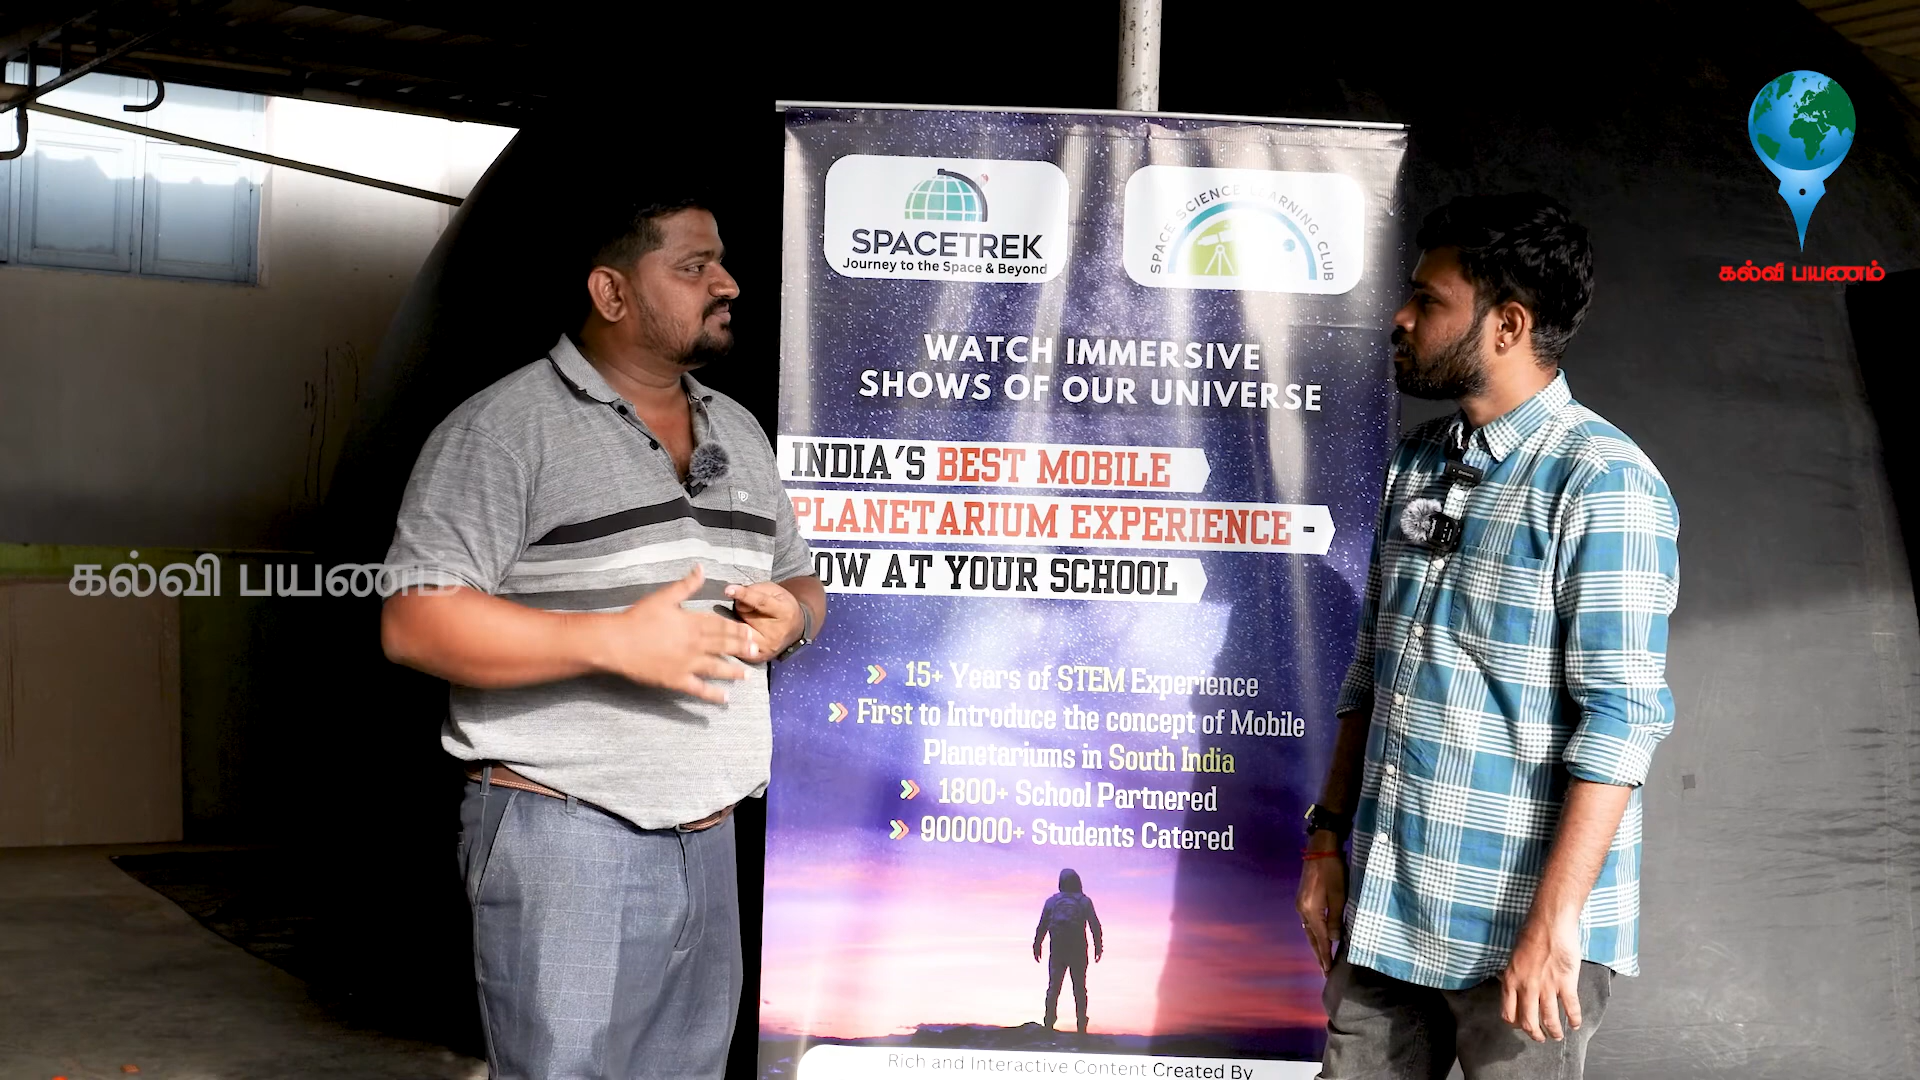 SPACETREK
Journey to the Space & Beyond
SPACE SCIENCE LEARNING CLUB
கல்வி பயணம்
WATCH IMMERSIVE
SHOWS OF OUR UNIVERSE
INDIA'S BEST MOBILE
PLANETARIUM EXPERIENCE -
OW AT YOUR SCHOOL
கல்வி பயணம்
15+ Years of STEM Experience
First to Introduce the concept of Mobile
Planetariums in South India
1800+ School Partnered
900000+ Students Catered
Rich and Interactive Content Created By